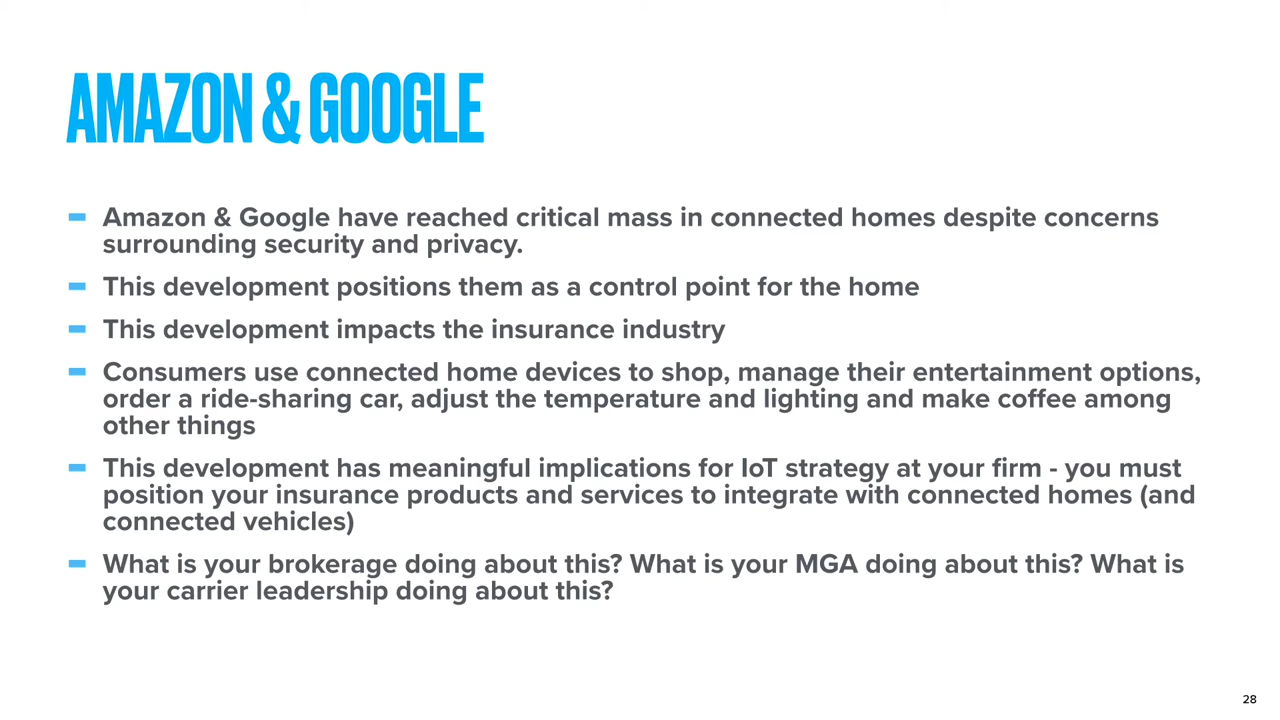 AMAZON & GOOGLE
Amazon & Google have reached critical mass in connected homes despite concerns
surrounding security and privacy.
This development positions them as a control point for the home
This development impacts the insurance industry
Consumers use connected home devices to shop, manage their entertainment options,
order a ride-sharing car, adjust the temperature and lighting and make coffee among
other things
This development has meaningful implications for IoT strategy at your firm - you must
position your insurance products and services to integrate with connected homes (and
connected vehicles)
What is your brokerage doing about this? What is your MGA doing about this? What is
your carrier leadership doing about this?
28